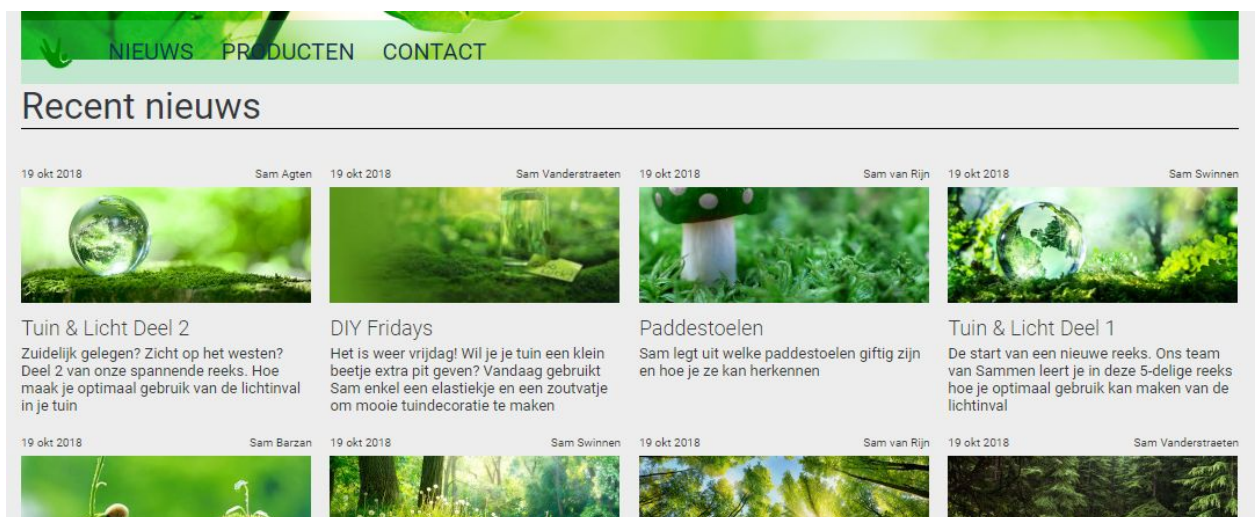 NIEUWS PRODUCTEN CONTACT
Recent nieuws
19 okt 2018 Sam Agten
Tuin & Licht Deel 2
Zuidelijk gelegen? Zicht op het westen?
Deel 2 van onze spannende reeks. Hoe
maak je optimaal gebruik van de lichtinval
in je tuin
19 okt 2018 Sam Vanderstraeten
DIY Fridays
Het is weer vrijdag! Wil je je tuin een klein
beetje extra pit geven? Vandaag gebruikt
Sam enkel een elastiekje en een zoutvatje
om mooie tuindecoratie te maken
19 okt 2018 Sam van Rijn
Paddestoelen
Sam legt uit welke paddestoelen giftig zijn
en hoe je ze kan herkennen
19 okt 2018 Sam Swinnen
Tuin & Licht Deel 1
De start van een nieuwe reeks. Ons team
van Sammen leert je in deze 5-delige reeks
hoe je optimaal gebruik kan maken van de
lichtinval
19 okt 2018 Sam Barzan
19 okt 2018 Sam Swinnen
19 okt 2018 Sam van Rijn
19 okt 2018 Sam Vanderstraeten